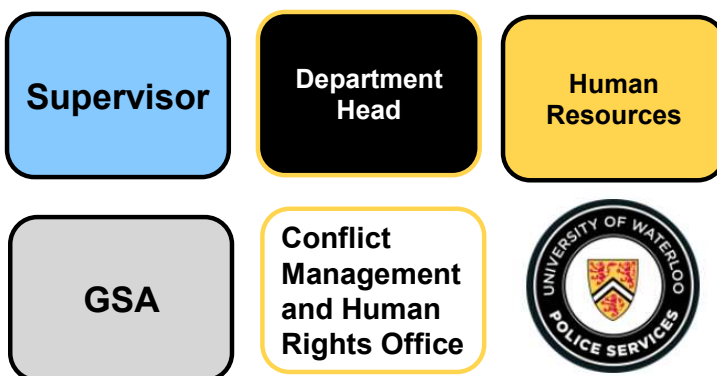 Supervisor
Department
Head
Human
Resources
GSA
Conflict
Management
and Human
Rights Office
UNIVERSITY OF WATERLOO
POLICE SERVICES